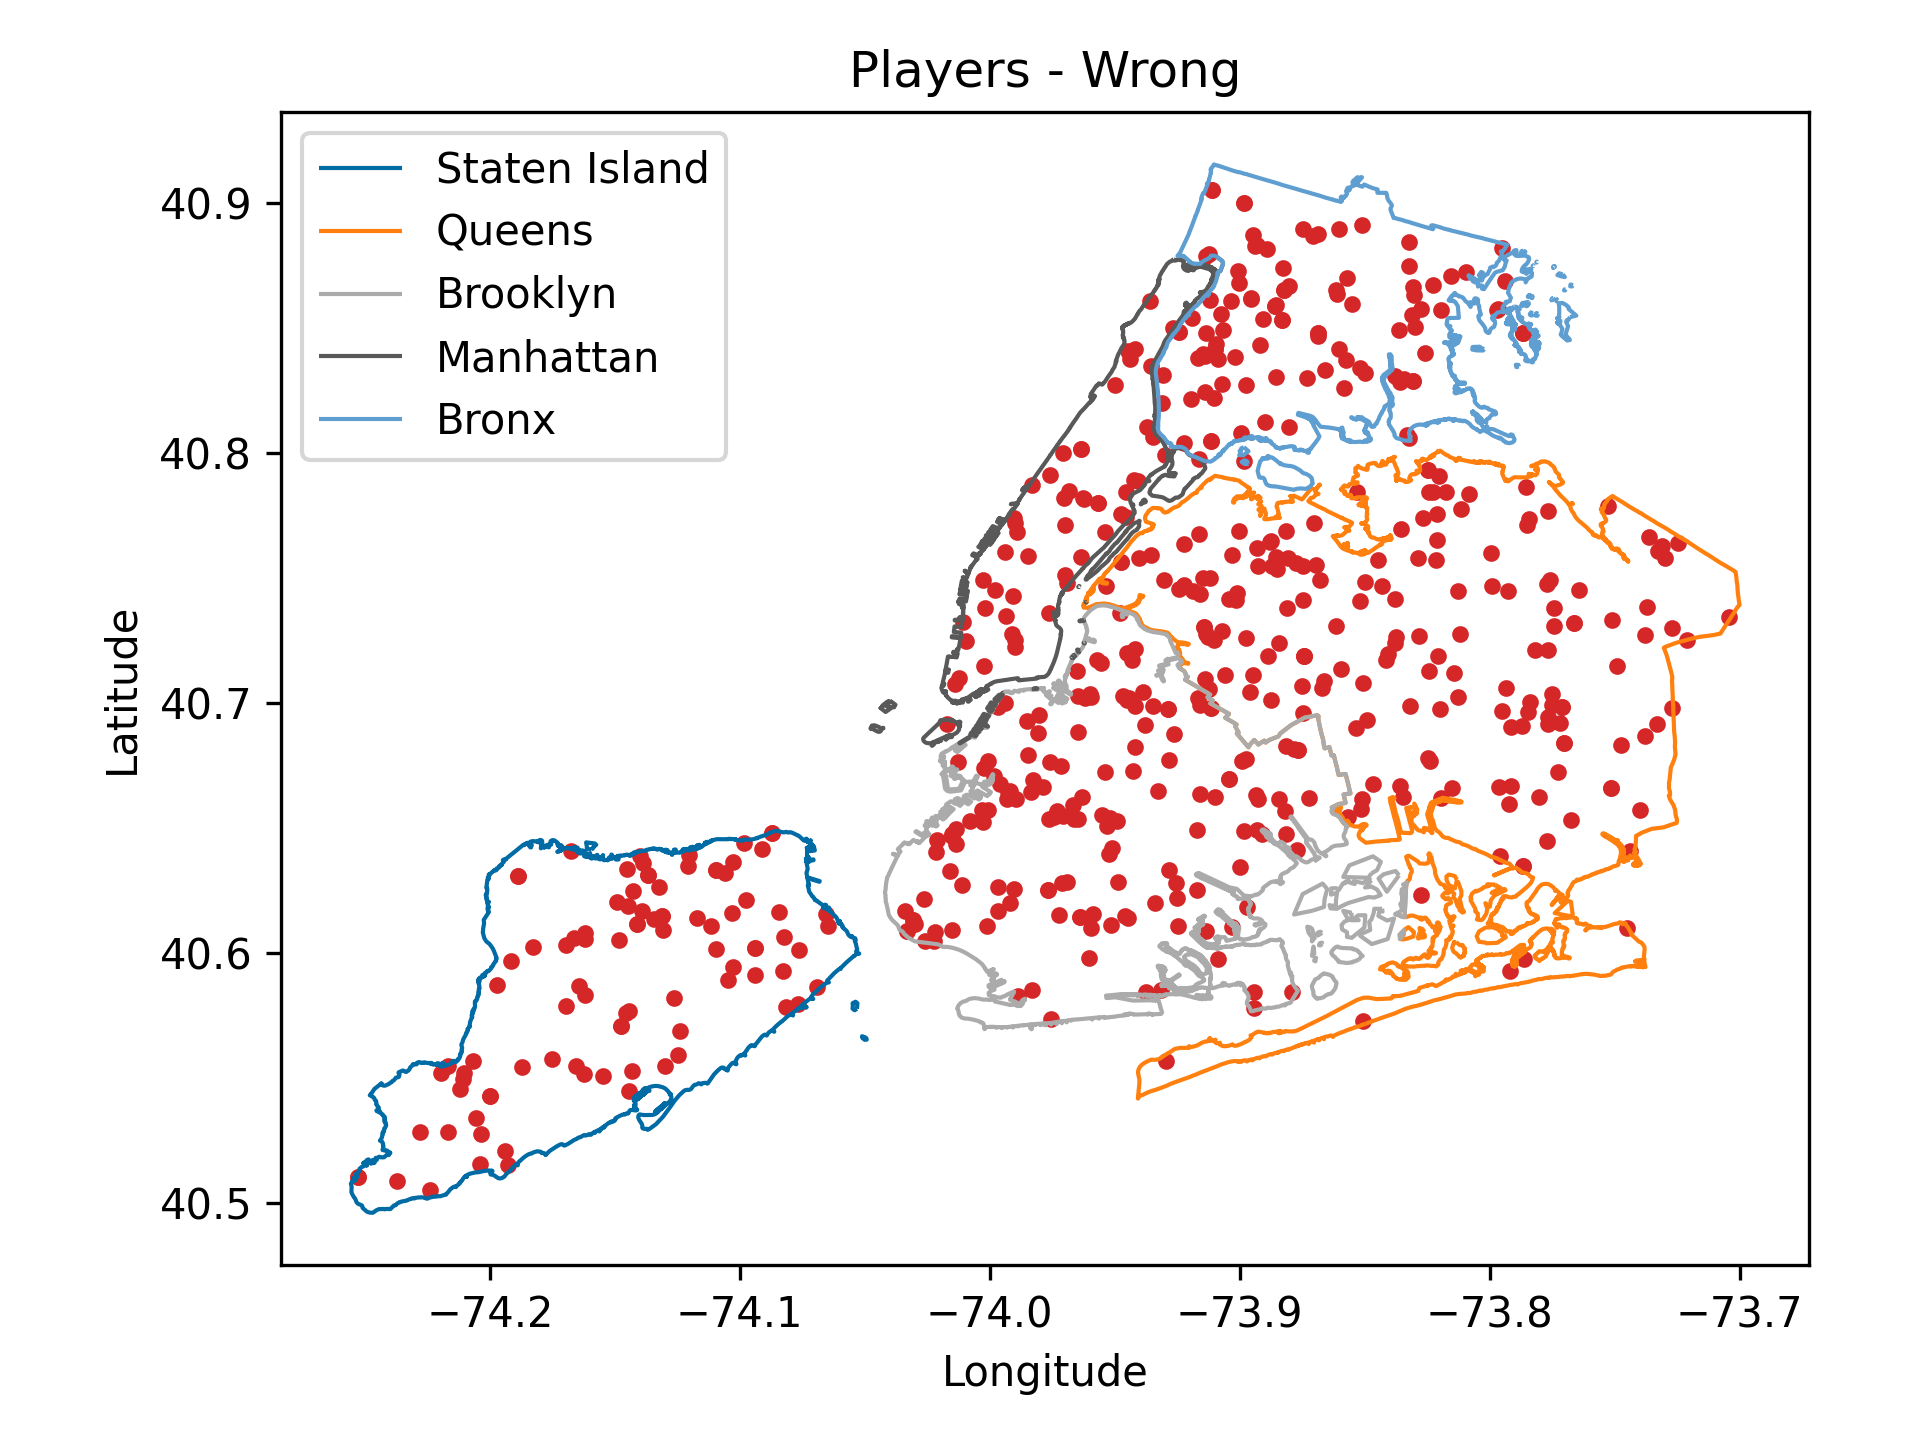 Players - Wrong
Staten Island
Queens
Brooklyn
Manhattan
Bronx
40.9
40.8
40.7
40.6
40.5
Latitude
−74.2
−74.1
−74.0
−73.9
−73.8
−73.7
Longitude